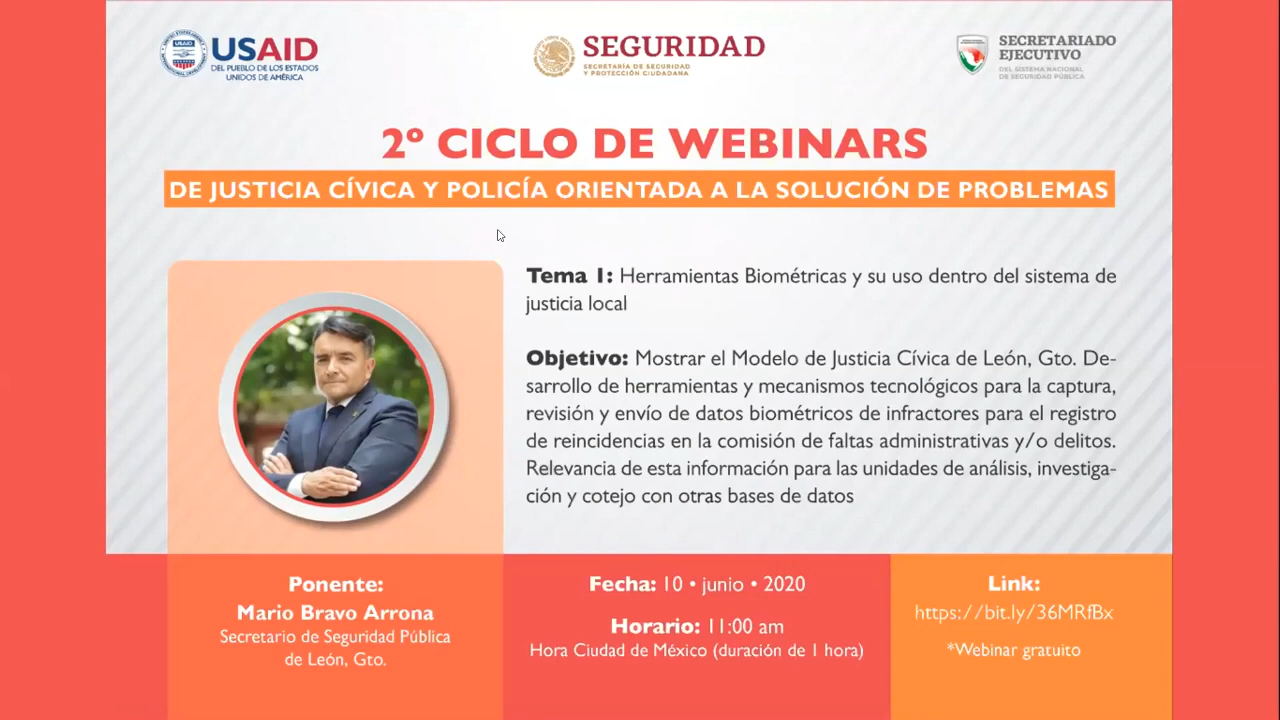 USAID
DEL PUEBLO DE LOS ESTADOS
UNIDOS DE AMÉRICA
SEGURIDAD
SECRETARÍA DE SEGURIDAD
Y PROTECCIÓN CIUDADANA
SECRETARIADO
EJECUTIVO
DEL SISTEMA NACIONAL
DE SEGURIDAD PÚBLICA
2º CICLO DE WEBINARS
DE JUSTICIA CÍVICA Y POLICÍA ORIENTADA A LA SOLUCIÓN DE PROBLEMAS
Tema 1: Herramientas Biométricas y su uso dentro del sistema de
justicia local
Objetivo: Mostrar el Modelo de Justicia Cívica de León, Gto. De-
sarrollo de herramientas y mecanismos tecnológicos para la captura,
revisión y envío de datos biométricos de infractores para el registro
de reincidencias en la comisión de faltas administrativas y/o delitos.
Relevancia de esta información para las unidades de análisis, investiga-
ción y cotejo con otras bases de datos
Ponente:
Mario Bravo Arrona
Secretario de Seguridad Pública
de León, Gto.
Fecha: 10 • junio • 2020
Horario: 11:00 am
Hora Ciudad de México (duración de 1 hora)
Link:
https://bit.ly/36MRfBx
*Webinar gratuito